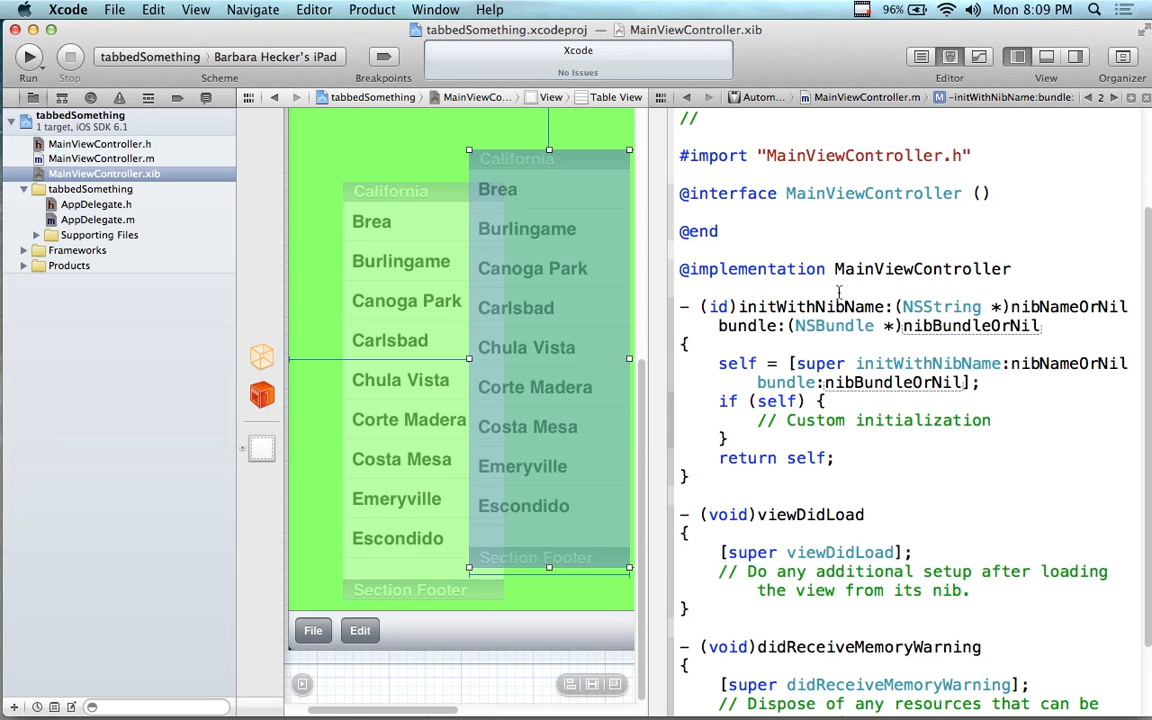 Xcode File Edit View Navigate Editor Product Window Help 96% Mon 8:09 PM
tabbedSomething.xcodeproj — MainViewController.xib
tabbedSomething Barbara Hecker's iPad
Xcode
No Issues
Run Stop Scheme Breakpoints Editor View Organizer
tabbedSomething MainViewCo... View Table View Autom... MainViewController.m -initWithNibName:bundle: 2
tabbedSomething
1 target, iOS SDK 6.1
MainViewController.h
MainViewController.m
MainViewController.xib
tabbedSomething
AppDelegate.h
AppDelegate.m
Supporting Files
Frameworks
Products
California
Brea
Burlingame
Canoga Park
Carlsbad
Chula Vista
Corte Madera
Costa Mesa
Emeryville
Escondido
Section Footer
California
Brea
Burlingame
Canoga Park
Carlsbad
Chula Vista
Corte Madera
Costa Mesa
Emeryville
Escondido
Section Footer
File Edit
//
#import "MainViewController.h"
@interface MainViewController ()
@end
@implementation MainViewController
- (id)initWithNibName:(NSString *)nibNameOrNil
bundle:(NSBundle *)nibBundleOrNil
{
self = [super initWithNibName:nibNameOrNil
bundle:nibBundleOrNil];
if (self) {
// Custom initialization
}
return self;
}
- (void)viewDidLoad
{
[super viewDidLoad];
// Do any additional setup after loading
the view from its nib.
}
- (void)didReceiveMemoryWarning
{
[super didReceiveMemoryWarning];
// Dispose of any resources that can be